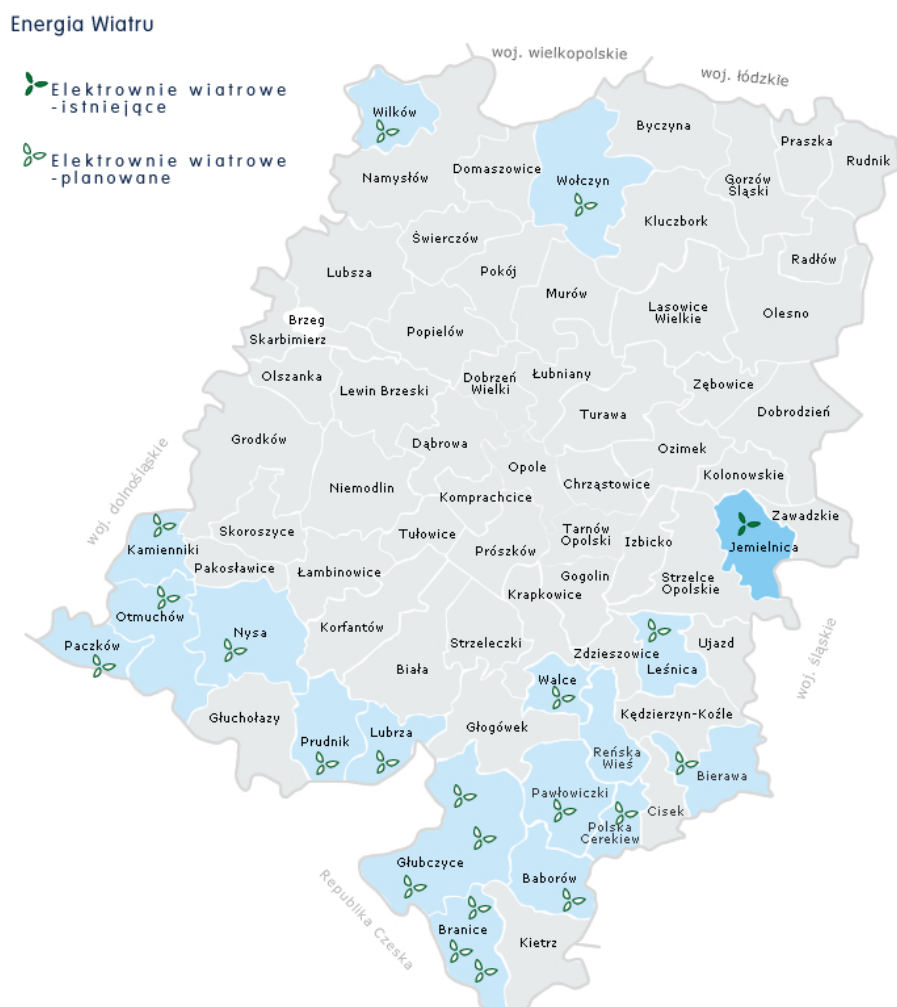 Energia Wiatru
Elektrownie wiatrowe
-istniejące
Elektrownie wiatrowe
-planowane
woj. wielkopolskie
woj. łódzkie
Wilków
Byczyna
Praszka
Rudnik
Namysłów
Domaszowice
Wołczyn
Gorzów
Śląski
Kluczbork
Świerczów
Radłów
Lubsza
Pokój
Murów
Lasowice
Wielkie
Olesno
Brzeg
Skarbimierz
Popielów
Olszanka
Lewin Brzeski
Dobrzeń
Wielki
Łubniany
Zębowice
Turawa
Dobrodzień
woj. dolnośląskie
Grodków
Dąbrowa
Ozimek
Opole
Kolonowskie
Niemodlin
Komprachcice
Chrząstowice
Zawadzkie
Skoroszyce
Tułowice
Tarnów
Opolski
Izbicko
Jemielnica
Kamienniki
Prószków
Pakosławice
Łambinowice
Gogolin
Strzelce
Opolskie
Krapkowice
Otmuchów
Nysa
Korfantów
Paczków
Strzeleczki
Zdzieszowice
Ujazd
woj. śląskie
Biała
Leśnica
Walce
Głuchołazy
Kędzierzyn-Koźle
Prudnik
Lubrza
Głogówek
Reńska
Wieś
Bierawa
Pawłowiczki
Cisek
Polska
Cerekiew
Głubczyce
Baborów
Republika Czeska
Branice
Kietrz